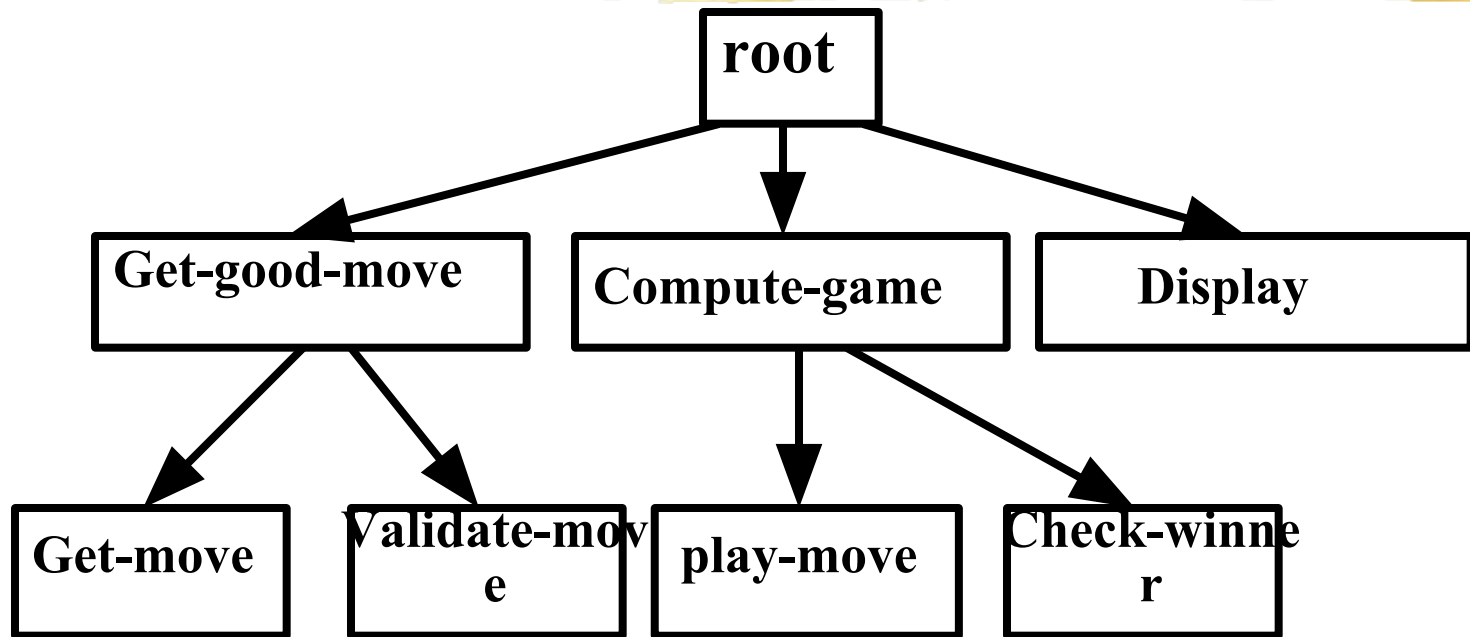 root
Get-good-move
Compute-game
Display
Get-move
Validate-mov
e
play-move
Check-winne
r